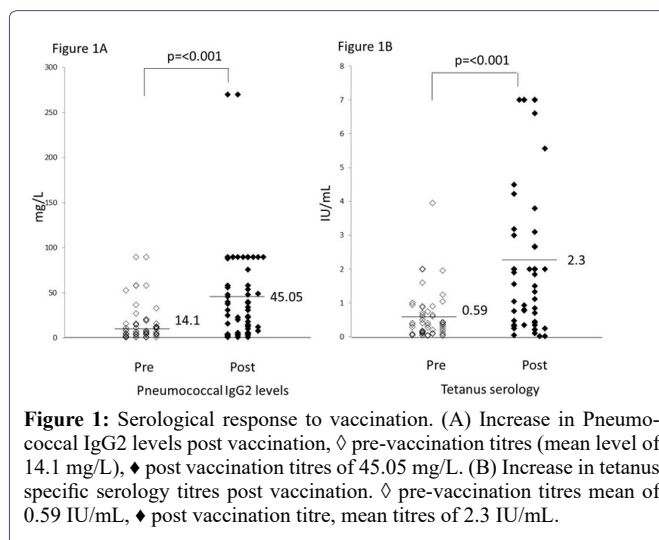 Figure 1A
p=<0.001
300
250
200
150
100
50
0
mg/L
14.1
45.05
Pre
Post
Pneumococcal IgG2 levels
Figure 1B
p=<0.001
8
7
6
5
4
3
2
1
0
IU/mL
0.59
2.3
Pre
Post
Tetanus serology
Figure 1: Serological response to vaccination. (A) Increase in Pneumo-
coccal IgG2 levels post vaccination, ◊ pre-vaccination titres (mean level of
14.1 mg/L), ♦ post vaccination titres of 45.05 mg/L. (B) Increase in tetanus
specific serology titres post vaccination. ◊ pre-vaccination titres mean of
0.59 IU/mL, ♦ post vaccination titre, mean titres of 2.3 IU/mL.